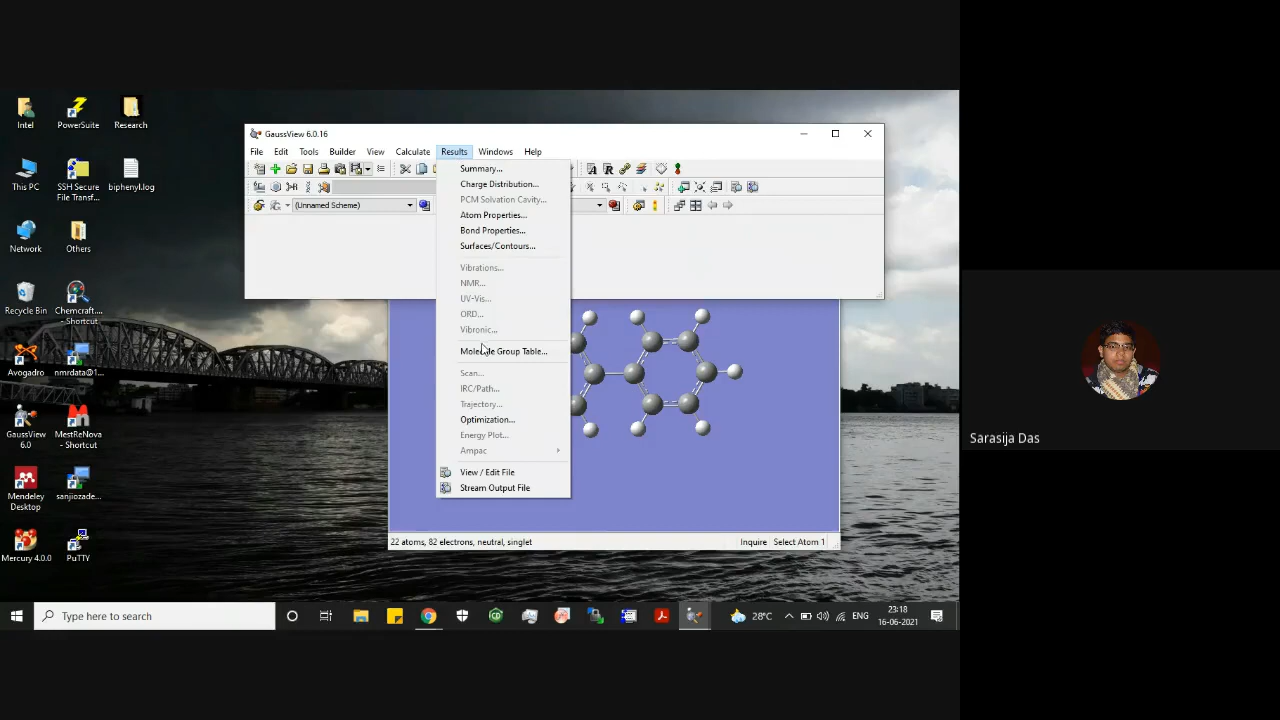 Intel
PowerSuite
Research
This PC
SSH Secure
File Transf...
biphenyl.log
Network
Others
Recycle Bin
Chemcraft....
- Shortcut
Avogadro
nmrdata@1...
GaussView
6.0
MestReNova
- Shortcut
Mendeley
Desktop
sanjiozade...
Mercury 4.0.0
PuTTY
GaussView 6.0.16
File Edit Tools Builder View Calculate Results Windows Help
(Unnamed Scheme)
Summary...
Charge Distribution...
PCM Solvation Cavity...
Atom Properties...
Bond Properties...
Surfaces/Contours...
Vibrations...
NMR...
UV-Vis...
ORD...
Vibronic...
Molecule Group Table...
Scan...
IRC/Path...
Trajectory...
Optimization...
Energy Plot...
Ampac
View / Edit File
Stream Output File
22 atoms, 82 electrons, neutral, singlet
Inquire Select Atom 1
Type here to search
28°C
ENG
23:18
16-06-2021
Sarasija Das